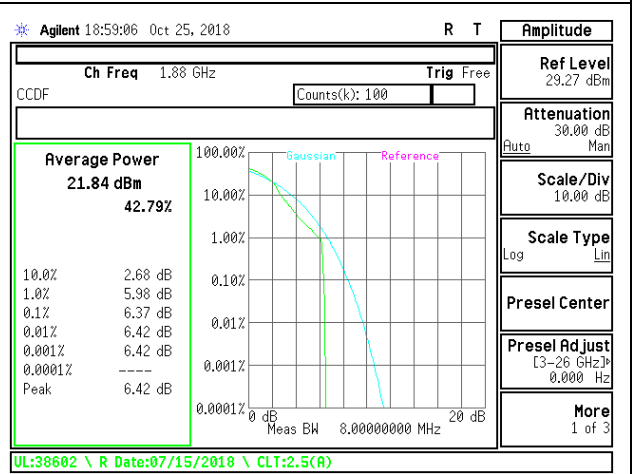 Agilent 18:59:06 Oct 25, 2018 R T
Ch Freq 1.88 GHz Trig Free
CCDF Counts(k): 100
Average Power
21.84 dBm
42.79%
10.0% 2.68 dB
1.0% 5.98 dB
0.1% 6.37 dB
0.01% 6.42 dB
0.001% 6.42 dB
0.0001% ----
Peak 6.42 dB
Gaussian Reference
100.00%
10.00%
1.00%
0.10%
0.01%
0.001%
0.0001%
0 dB 20 dB
Meas BW 8.00000000 MHz
Amplitude
Ref Level
29.27 dBm
Attenuation
30.00 dB
Auto Man
Scale/Div
10.00 dB
Scale Type
Log Lin
Presel Center
Presel Adjust
[3-26 GHz]
0.000 Hz
More
1 of 3
UL:38602 \ R Date:07/15/2018 \ CLT:2.5(A)